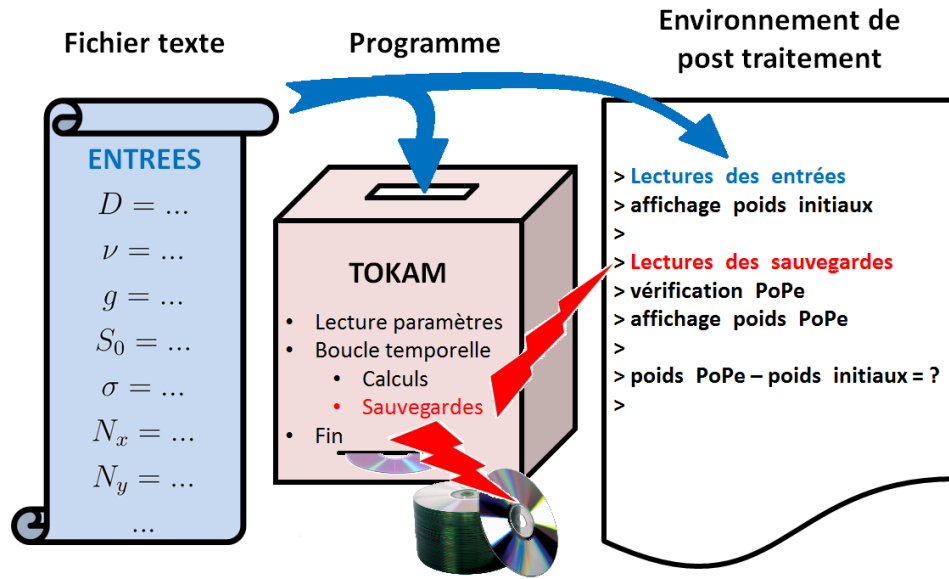 Fichier texte
Programme
Environnement de
post traitement
ENTREES
D = ...
ν = ...
g = ...
S₀ = ...
σ = ...
Nₓ = ...
N_y = ...
...
TOKAM
• Lecture paramètres
• Boucle temporelle
• Calculs
• Sauvegardes
• Fin
> Lectures des entrées
> affichage poids initiaux
>
> Lectures des sauvegardes
> vérification PoPe
> affichage poids PoPe
>
> poids PoPe – poids initiaux = ?
>